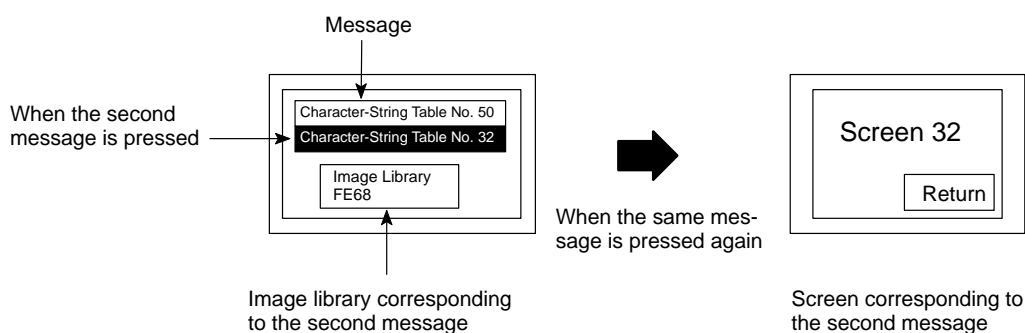 Message
When the second
message is pressed
Character-String Table No. 50
Character-String Table No. 32
Image Library
FE68
When the same mes-
sage is pressed again
Screen 32
Return
Image library corresponding
to the second message
Screen corresponding to
the second message